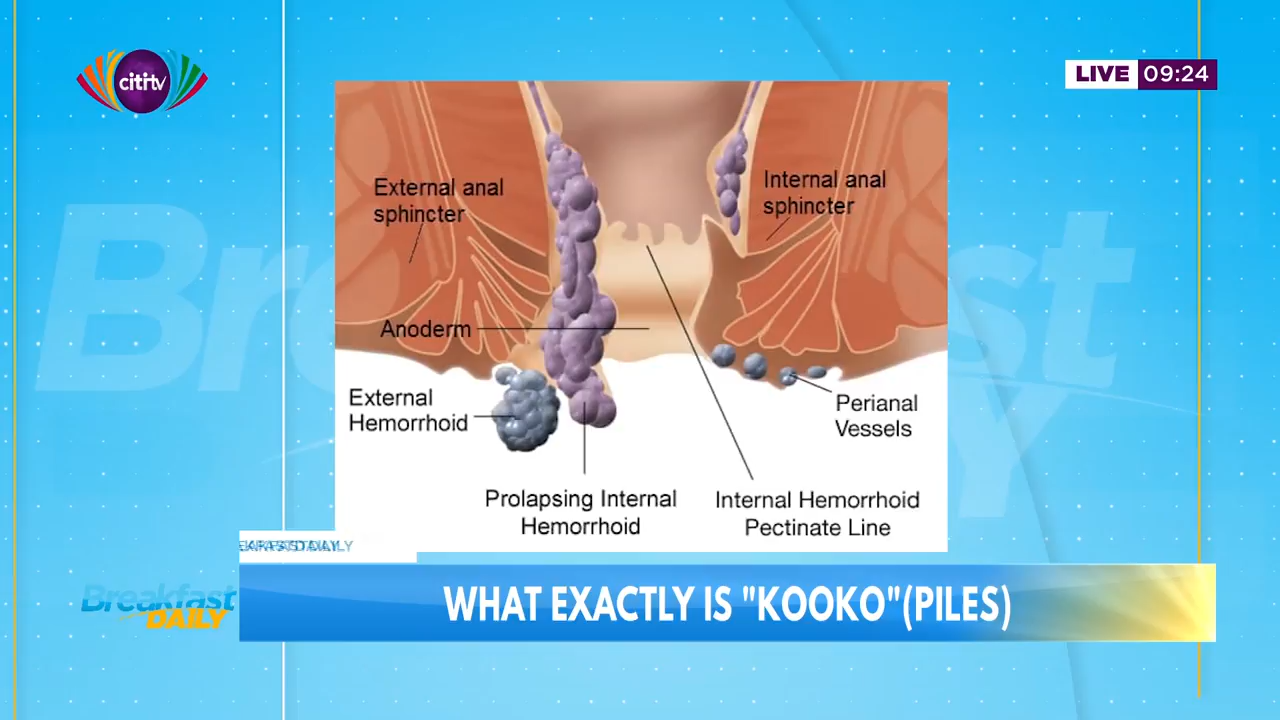 citi tv
LIVE 09:24
External anal
sphincter
Internal anal
sphincter
Anoderm
External
Hemorrhoid
Perianal
Vessels
Prolapsing Internal
Hemorrhoid
Internal Hemorrhoid
Pectinate Line
Breakfast
DAILY
WHAT EXACTLY IS "KOOKO"(PILES)